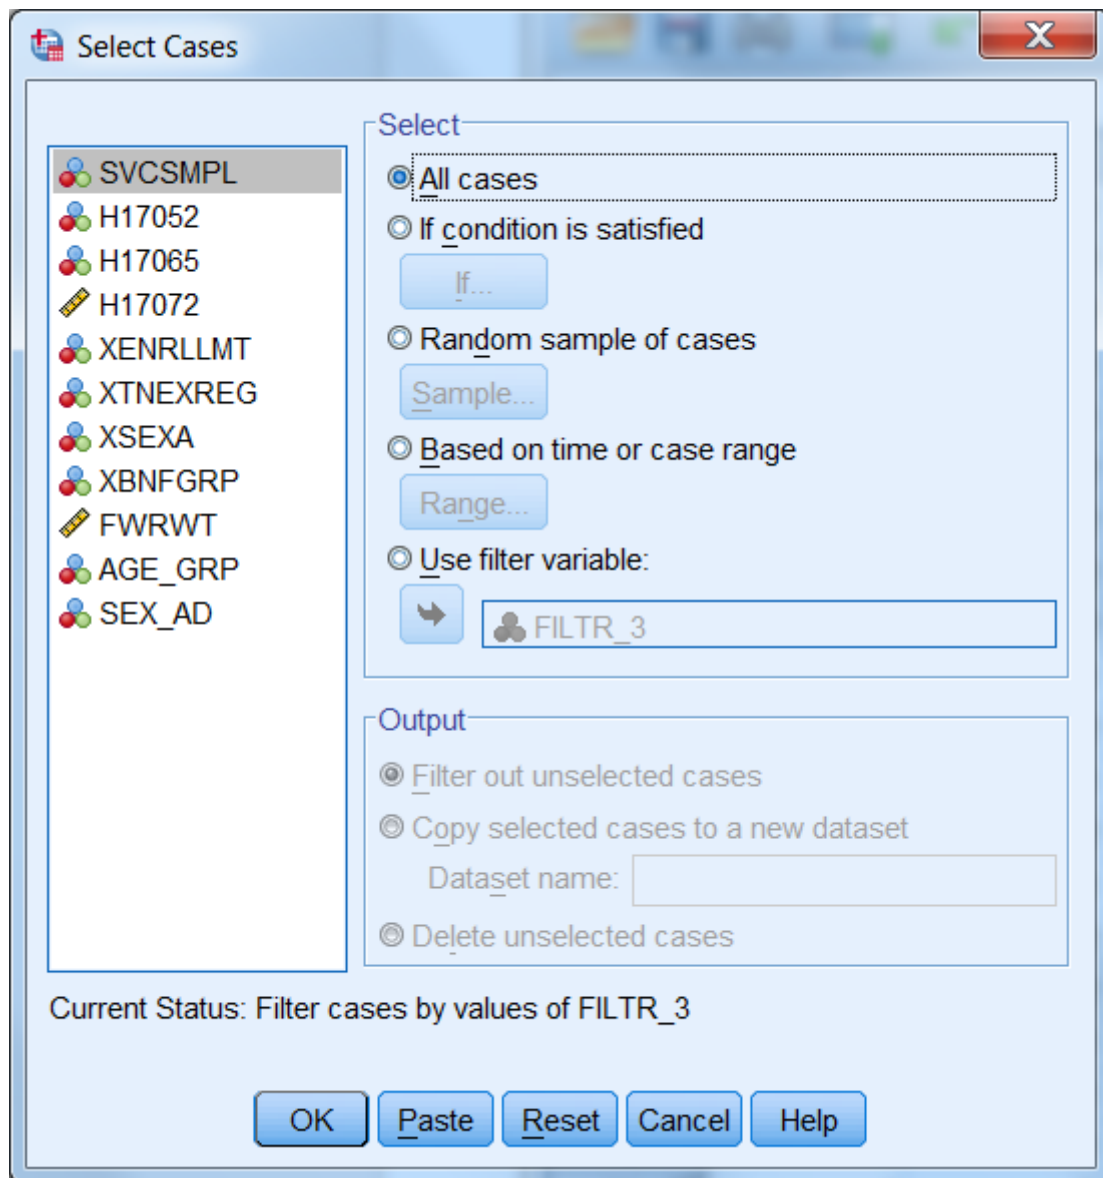 Select Cases
SVCSMPL
H17052
H17065
H17072
XENRLLMT
XTNEXREG
XSEXA
XBNFGRP
FWRWT
AGE_GRP
SEX_AD
Select
All cases
If condition is satisfied
If...
Random sample of cases
Sample...
Based on time or case range
Range...
Use filter variable:
FILTR_3
Output
Filter out unselected cases
Copy selected cases to a new dataset
Dataset name:
Delete unselected cases
Current Status: Filter cases by values of FILTR_3
OK Paste Reset Cancel Help